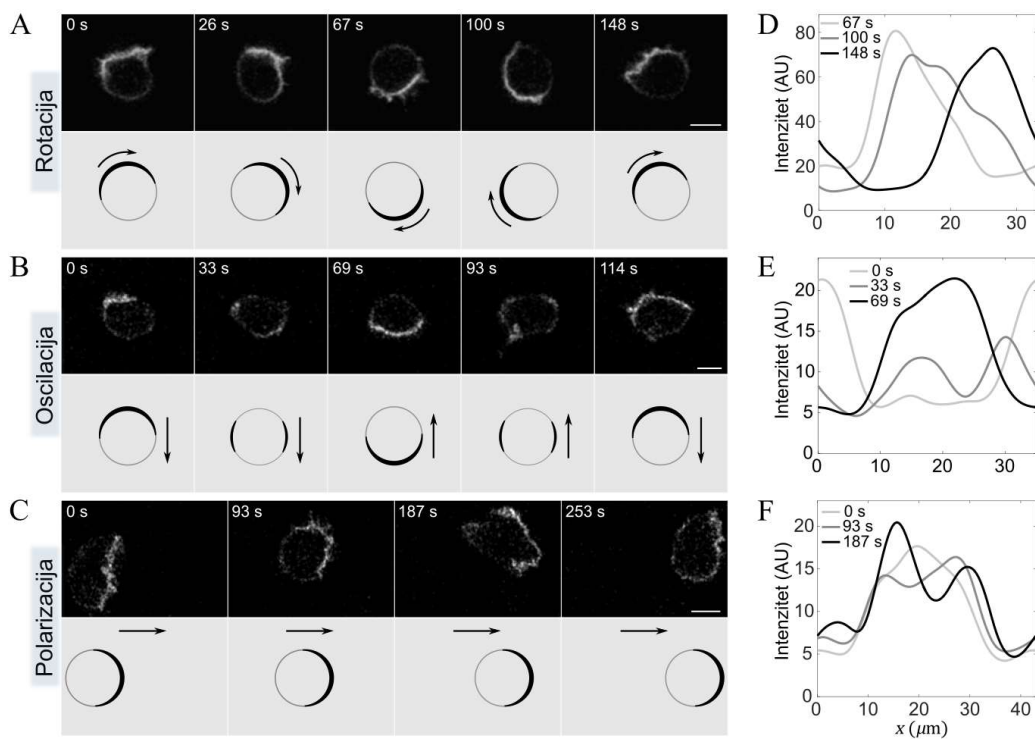 A
Rotacija
0 s
26 s
67 s
100 s
148 s
D
Intenzitet (AU)
80
60
40
20
0
67 s
100 s
148 s
0
10
20
30
B
Oscilacija
0 s
33 s
69 s
93 s
114 s
E
Intenzitet (AU)
20
15
10
5
0
0 s
33 s
69 s
0
10
20
30
C
Polarizacija
0 s
93 s
187 s
253 s
F
Intenzitet (AU)
20
15
10
5
0
0 s
93 s
187 s
0
10
20
30
40
x (μm)